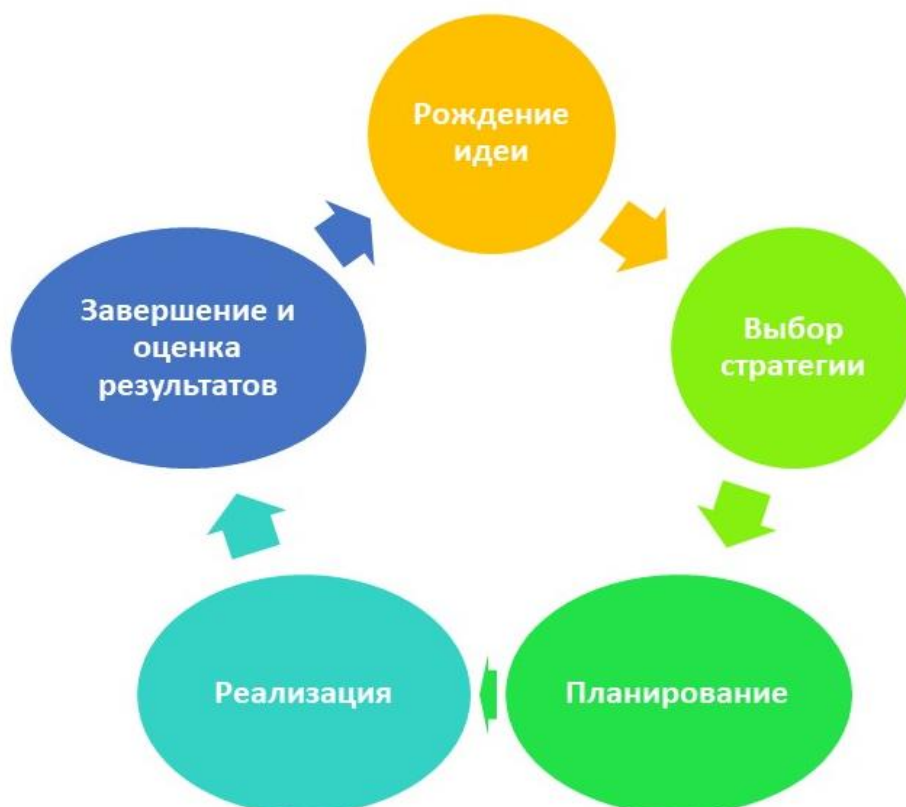 Рождение
идеи
Выбор
стратегии
Планирование
Реализация
Завершение и
оценка
результатов